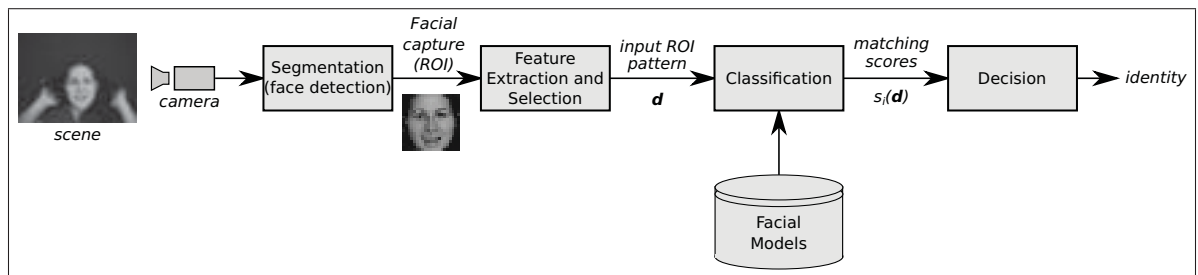 scene
camera
Segmentation
(face detection)
Facial
capture
(ROI)
Feature
Extraction and
Selection
input ROI
pattern
d
Classification
matching
scores
sᵢ(d)
Decision
identity
Facial
Models